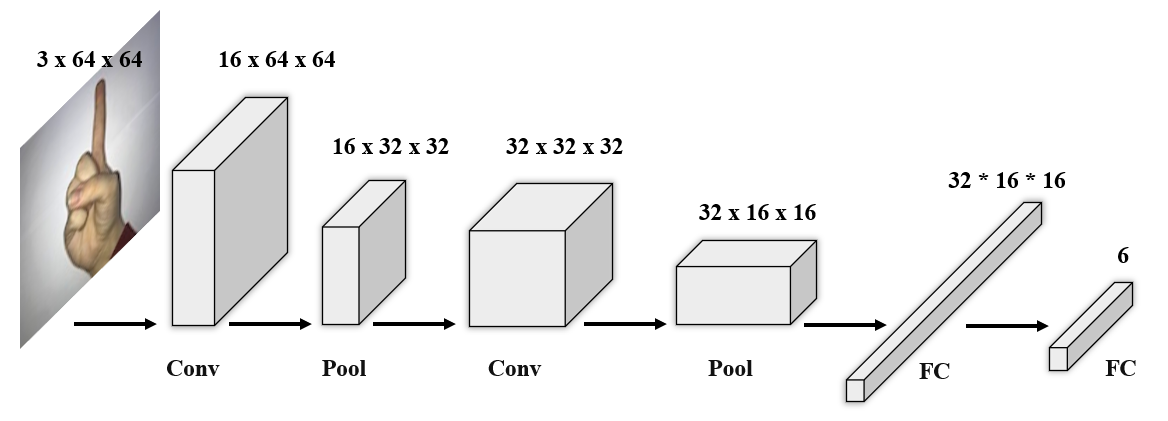 3 x 64 x 64
16 x 64 x 64
16 x 32 x 32
32 x 32 x 32
32 x 16 x 16
32 * 16 * 16
6
Conv
Pool
Conv
Pool
FC
FC